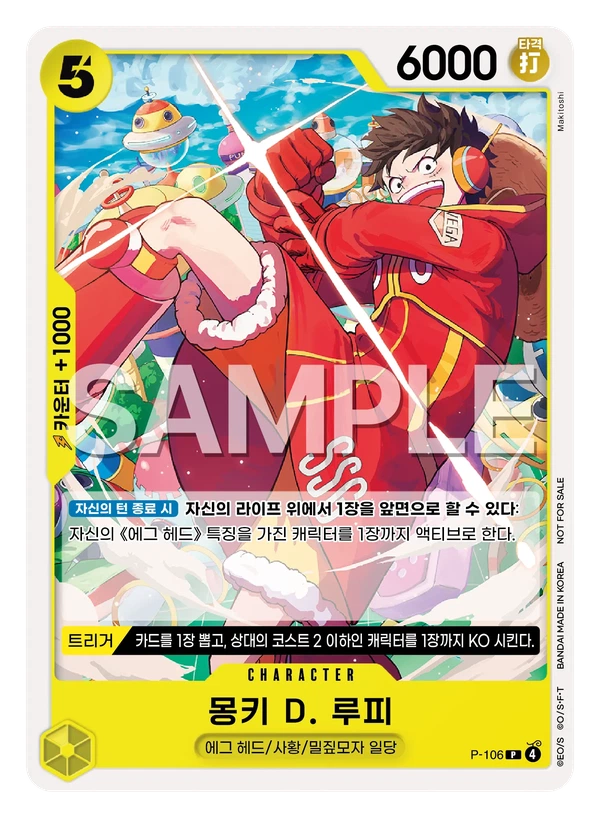 5
6000
타격
打
Makitoshi
VEGA
카운터 +1000
SAMPLE
SSG
자신의 턴 종료 시 자신의 라이프 위에서 1장을 앞면으로 할 수 있다:
자신의 《에그 헤드》 특징을 가진 캐릭터를 1장까지 액티브로 한다.
트리거 카드를 1장 뽑고, 상대의 코스트 2 이하인 캐릭터를 1장까지 KO 시킨다.
CHARACTER
몽키 D. 루피
에그 헤드/사황/밀짚모자 일당
P-106 P 4
©EIO/S ©O/S·F·T BANDAI MADE IN KOREA NOT FOR SALE